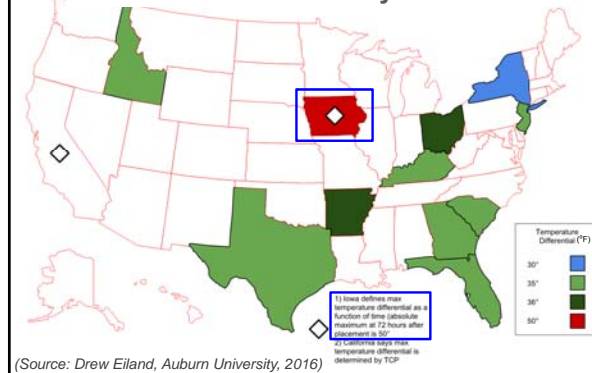 Temperature
Differential (°F)
30°
35°
36°
50°
1) Iowa defines max
temperature differential as a
function of time (absolute
maximum at 72 hours after
placement is 50°
2) California says max
temperature differential is
determined by TCP
(Source: Drew Eiland, Auburn University, 2016)